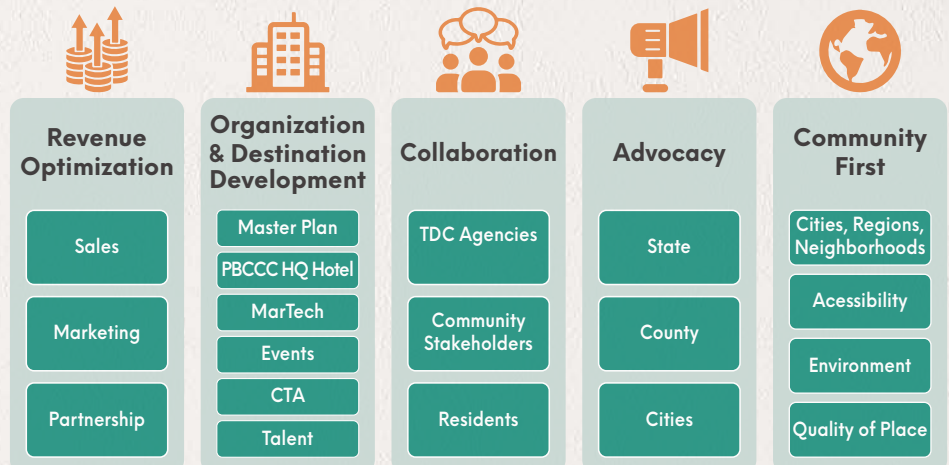 Revenue
Optimization
Sales
Marketing
Partnership
Organization
& Destination
Development
Master Plan
PBCCC HQ Hotel
MarTech
Events
CTA
Talent
Collaboration
TDC Agencies
Community
Stakeholders
Residents
Advocacy
State
County
Cities
Community
First
Cities, Regions,
Neighborhoods
Acessibility
Environment
Quality of Place